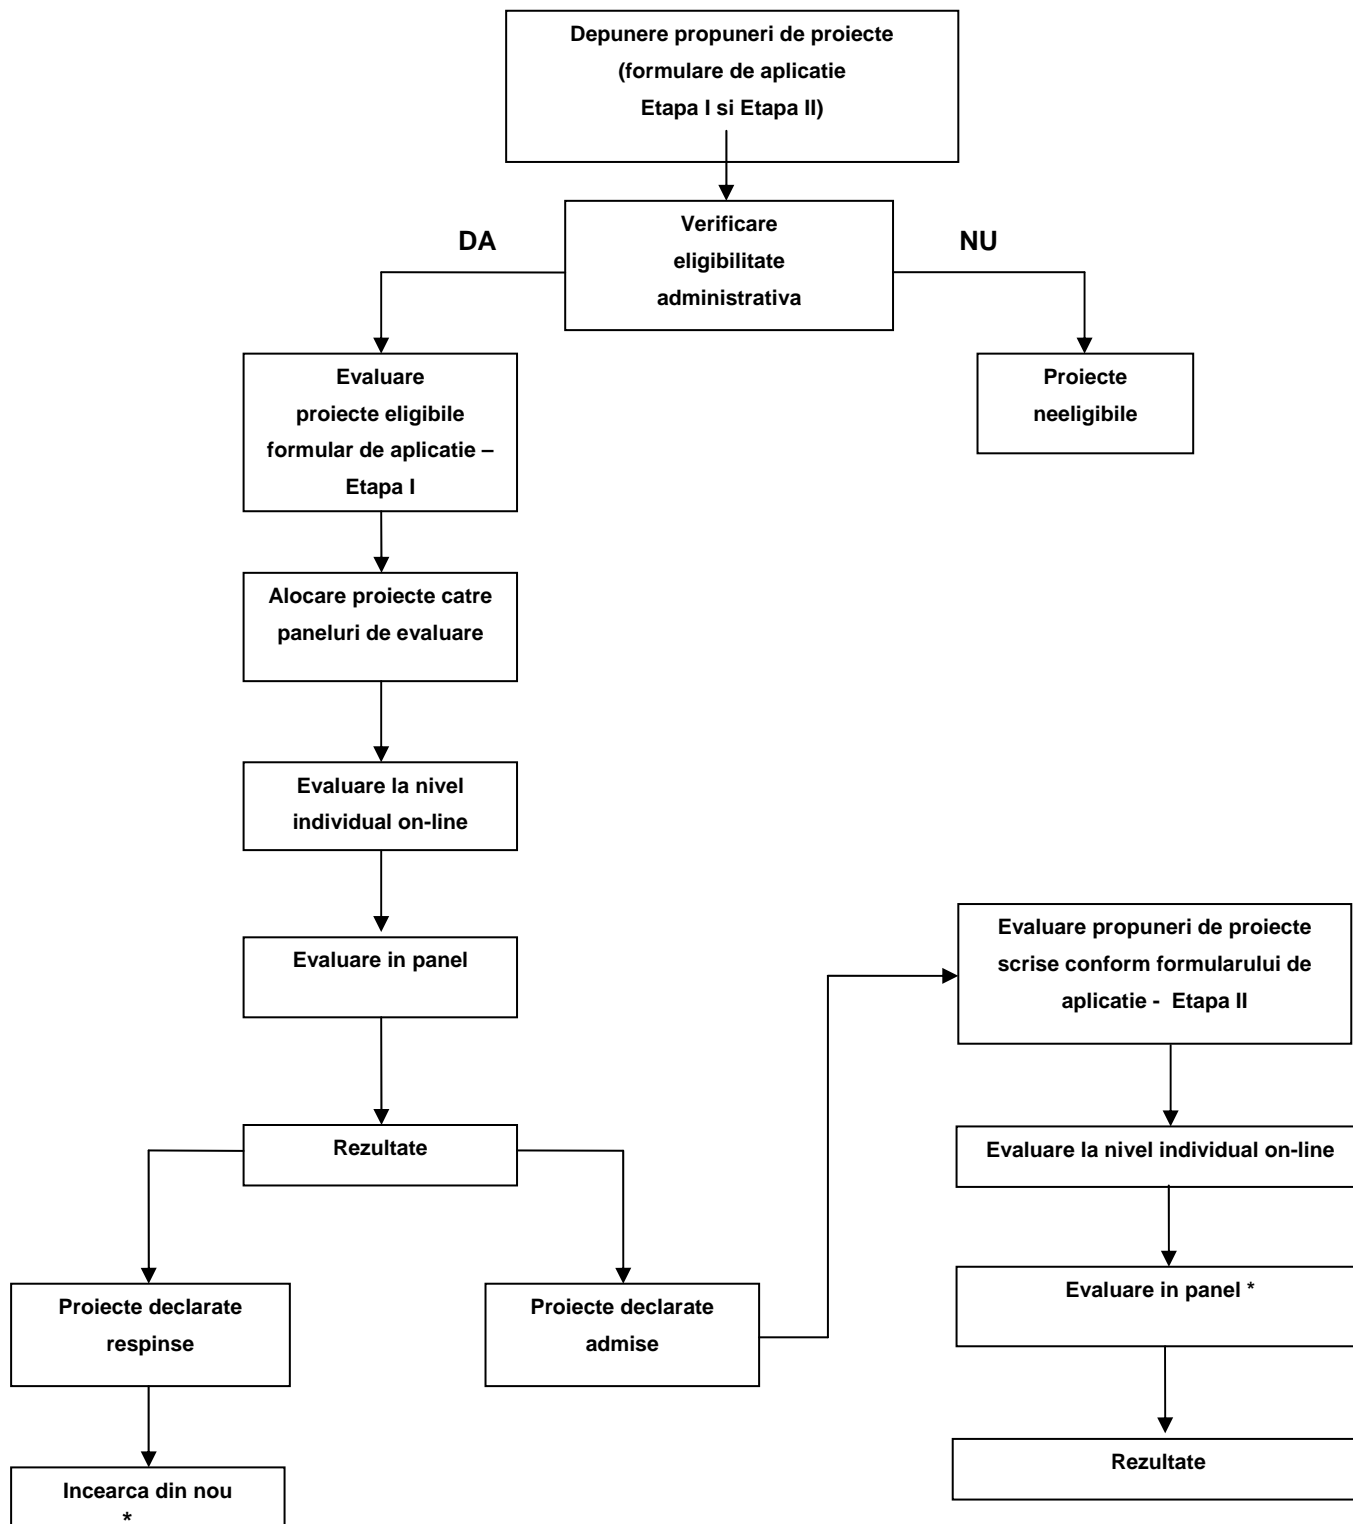 Depunere propuneri de proiecte
(formulare de aplicatie
Etapa I si Etapa II)
Verificare
eligibilitate
administrativa
DA
NU
Evaluare
proiecte eligibile
formular de aplicatie –
Etapa I
Proiecte
neeligibile
Alocare proiecte catre
paneluri de evaluare
Evaluare la nivel
individual on-line
Evaluare in panel
Rezultate
Proiecte declarate
respinse
Proiecte declarate
admise
Incearca din nou
*
Evaluare propuneri de proiecte
scrise conform formularului de
aplicatie - Etapa II
Evaluare la nivel individual on-line
Evaluare in panel *
Rezultate